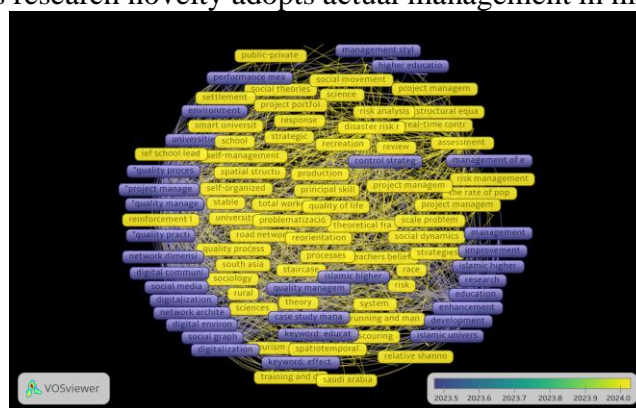 s research novelty adopts actual management in
public-private
management styl
higher educatio
performance mea
social movement
social theories
science
project managem
environment
settlement
project portfol
risk analysis
structural equa
smart universit
response
disaster risk r
real-time contr
universitie
school
strategic
recreation
review
assessment
ief school lead
self-management
control strateg
management of e
"quality proces
spatial structu
production
risk management
"project manage
self-organized
principal skill
project managem
the rate of pop
"quality manage
stable
total worke
quality of life
project managem
reinforcement l
universit
problematizació
theoretical fra
scale problem
"quality practi
road networ
reorientation
social dynamics
management
network dimensi
quality process
processes
teachers belief
strategies
improvement
digital communi
south asia
staircase
islamic higher
race
islamic higher
social media
sociology
risk
research
digitalization
rural
quality managem
education
network archite
sciences
theory
system
enhancement
digital environ
case study mana
running and man
development
social graph
scouring
islamic univers
digitalization
ourism
spatiotemporal
keyword: educat
keyword: effect
relative shanno
training and d
saudi arabia
VOSviewer
2023.5 2023.6 2023.7 2023.8 2023.9 2024.0